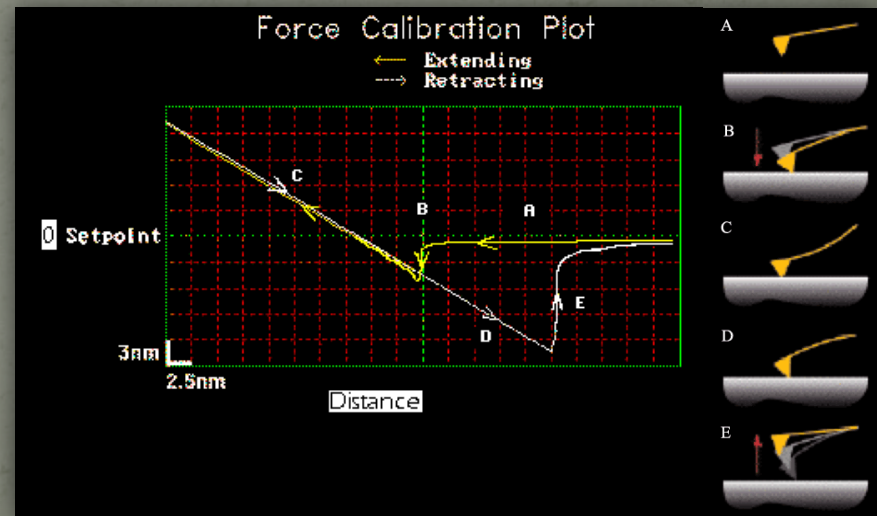 Force Calibration Plot
Extending
Retracting
C
B
A
0 Setpoint
E
D
3nm
2.5nm
Distance
A
B
C
D
E